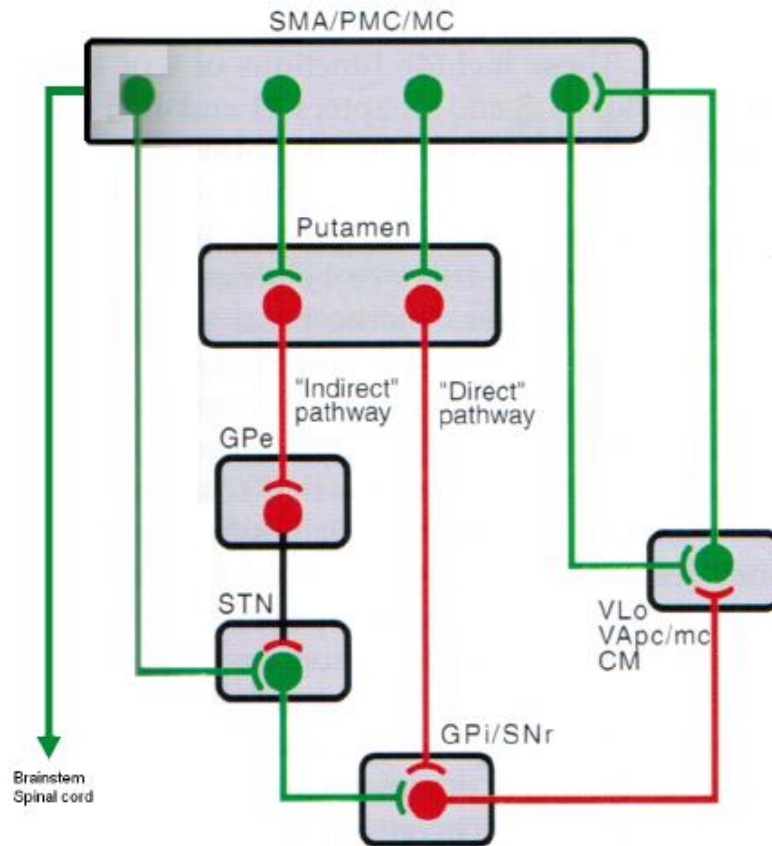 SMA/PMC/MC
Putamen
"Indirect"
pathway
"Direct"
pathway
GPe
STN
VLo
VApc/mc
CM
GPi/SNr
Brainstem
Spinal cord